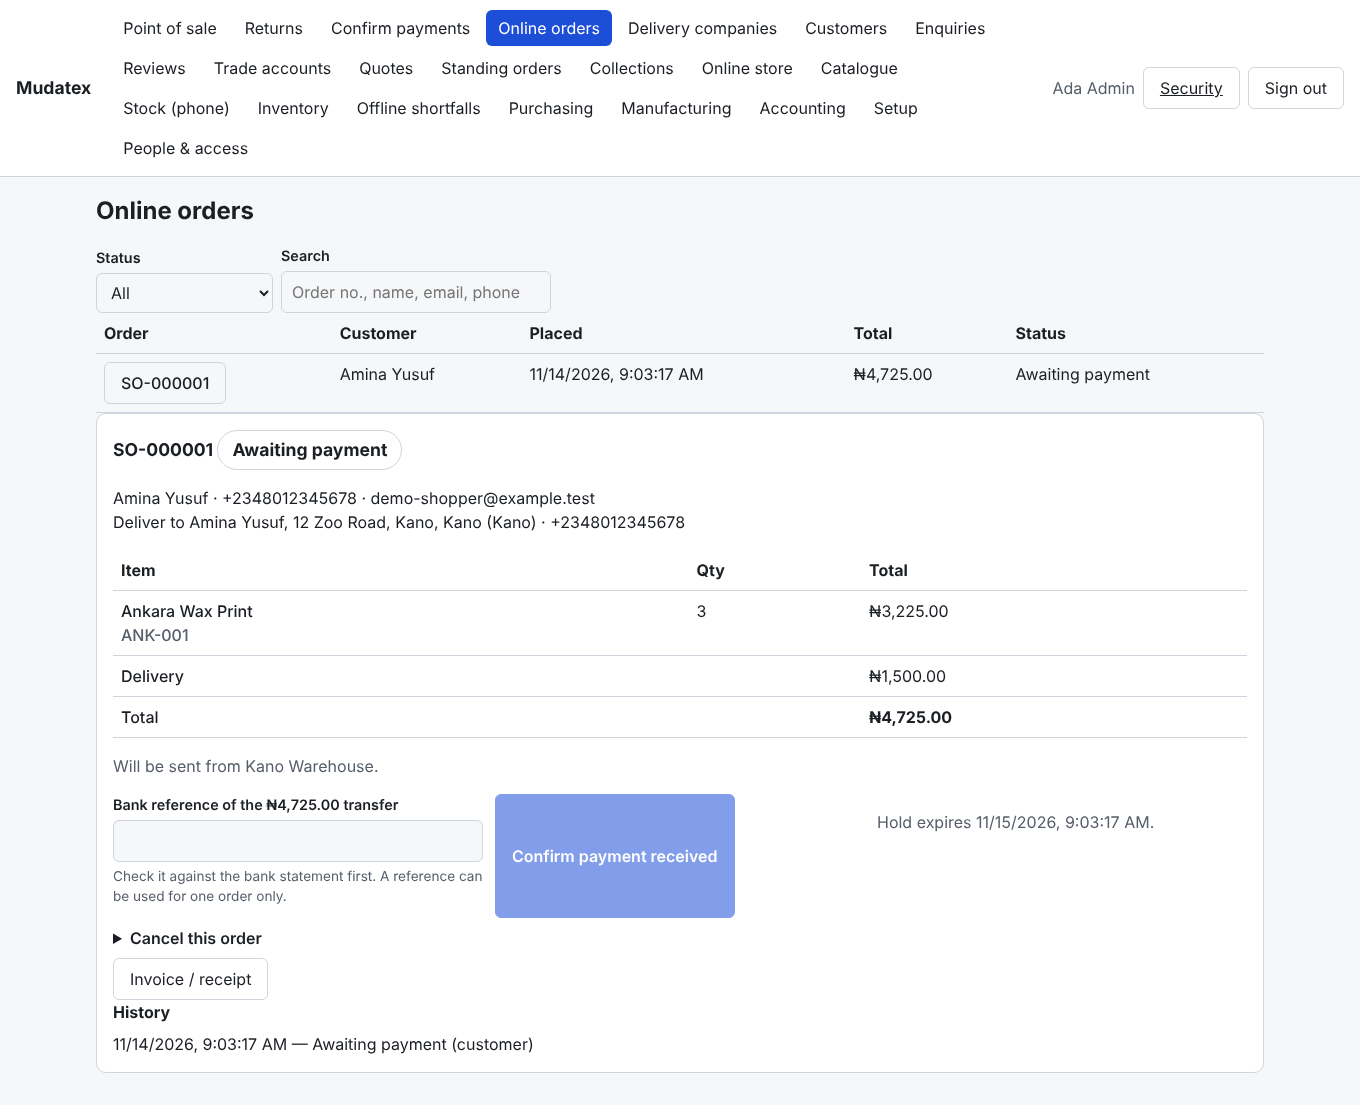 Mudatex
Point of sale Returns Confirm payments Online orders Delivery companies Customers Enquiries
Reviews Trade accounts Quotes Standing orders Collections Online store Catalogue
Stock (phone) Inventory Offline shortfalls Purchasing Manufacturing Accounting Setup
People & access
Ada Admin Security Sign out
Online orders
Status Search
All Order no., name, email, phone
Order Customer Placed Total Status
SO-000001 Amina Yusuf 11/14/2026, 9:03:17 AM ₦4,725.00 Awaiting payment
SO-000001 Awaiting payment
Amina Yusuf · +2348012345678 · demo-shopper@example.test
Deliver to Amina Yusuf, 12 Zoo Road, Kano, Kano (Kano) · +2348012345678
Item Qty Total
Ankara Wax Print 3 ₦3,225.00
ANK-001
Delivery ₦1,500.00
Total ₦4,725.00
Will be sent from Kano Warehouse.
Bank reference of the ₦4,725.00 transfer
Confirm payment received
Hold expires 11/15/2026, 9:03:17 AM.
Check it against the bank statement first. A reference can
be used for one order only.
Cancel this order
Invoice / receipt
History
11/14/2026, 9:03:17 AM — Awaiting payment (customer)